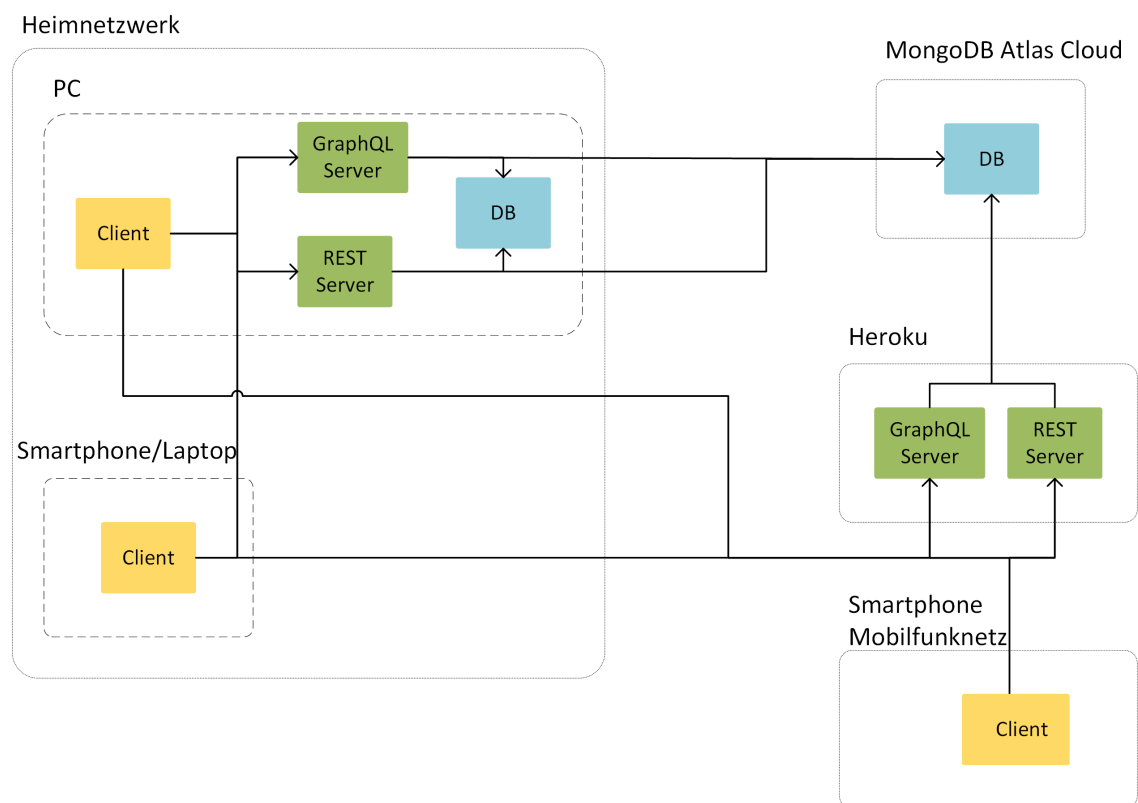 Heimnetzwerk
PC
GraphQL
Server
Client
DB
REST
Server
MongoDB Atlas Cloud
DB
Heroku
GraphQL
Server
REST
Server
Smartphone/Laptop
Client
Smartphone
Mobilfunknetz
Client